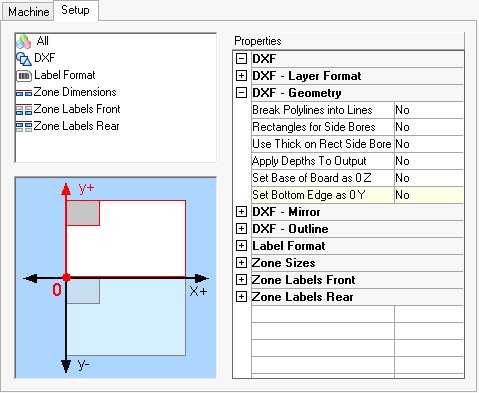 Machine Setup
All
DXF
Label Format
Zone Dimensions
Zone Labels Front
Zone Labels Rear
y+
0
x+
y-
Properties
DXF
DXF - Layer Format
DXF - Geometry
Break Polylines into Lines No
Rectangles for Side Bores No
Use Thick on Rect Side Bore No
Apply Depths To Output No
Set Base of Board as 0 Z No
Set Bottom Edge as 0 Y No
DXF - Mirror
DXF - Outline
Label Format
Zone Sizes
Zone Labels Front
Zone Labels Rear